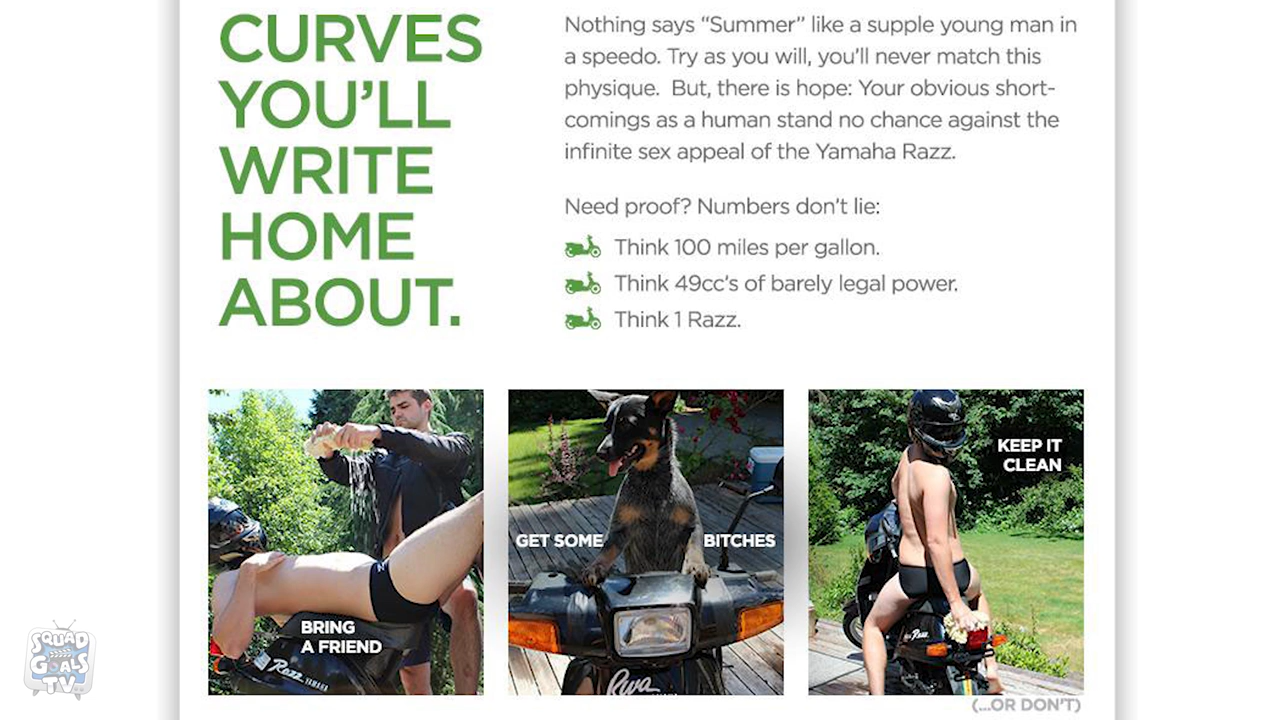 CURVES
YOU'LL
WRITE
HOME
ABOUT.
Nothing says “Summer” like a supple young man in
a speedo. Try as you will, you'll never match this
physique.  But, there is hope: Your obvious short-
comings as a human stand no chance against the
infinite sex appeal of the Yamaha Razz.
Need proof? Numbers don't lie:
Think 100 miles per gallon.
Think 49cc's of barely legal power.
Think 1 Razz.
BRING
A FRIEND
Razz YAMAHA
GET SOME BITCHES
KEEP IT
CLEAN
(...OR DON'T)
SQUAD
GOALS
TV